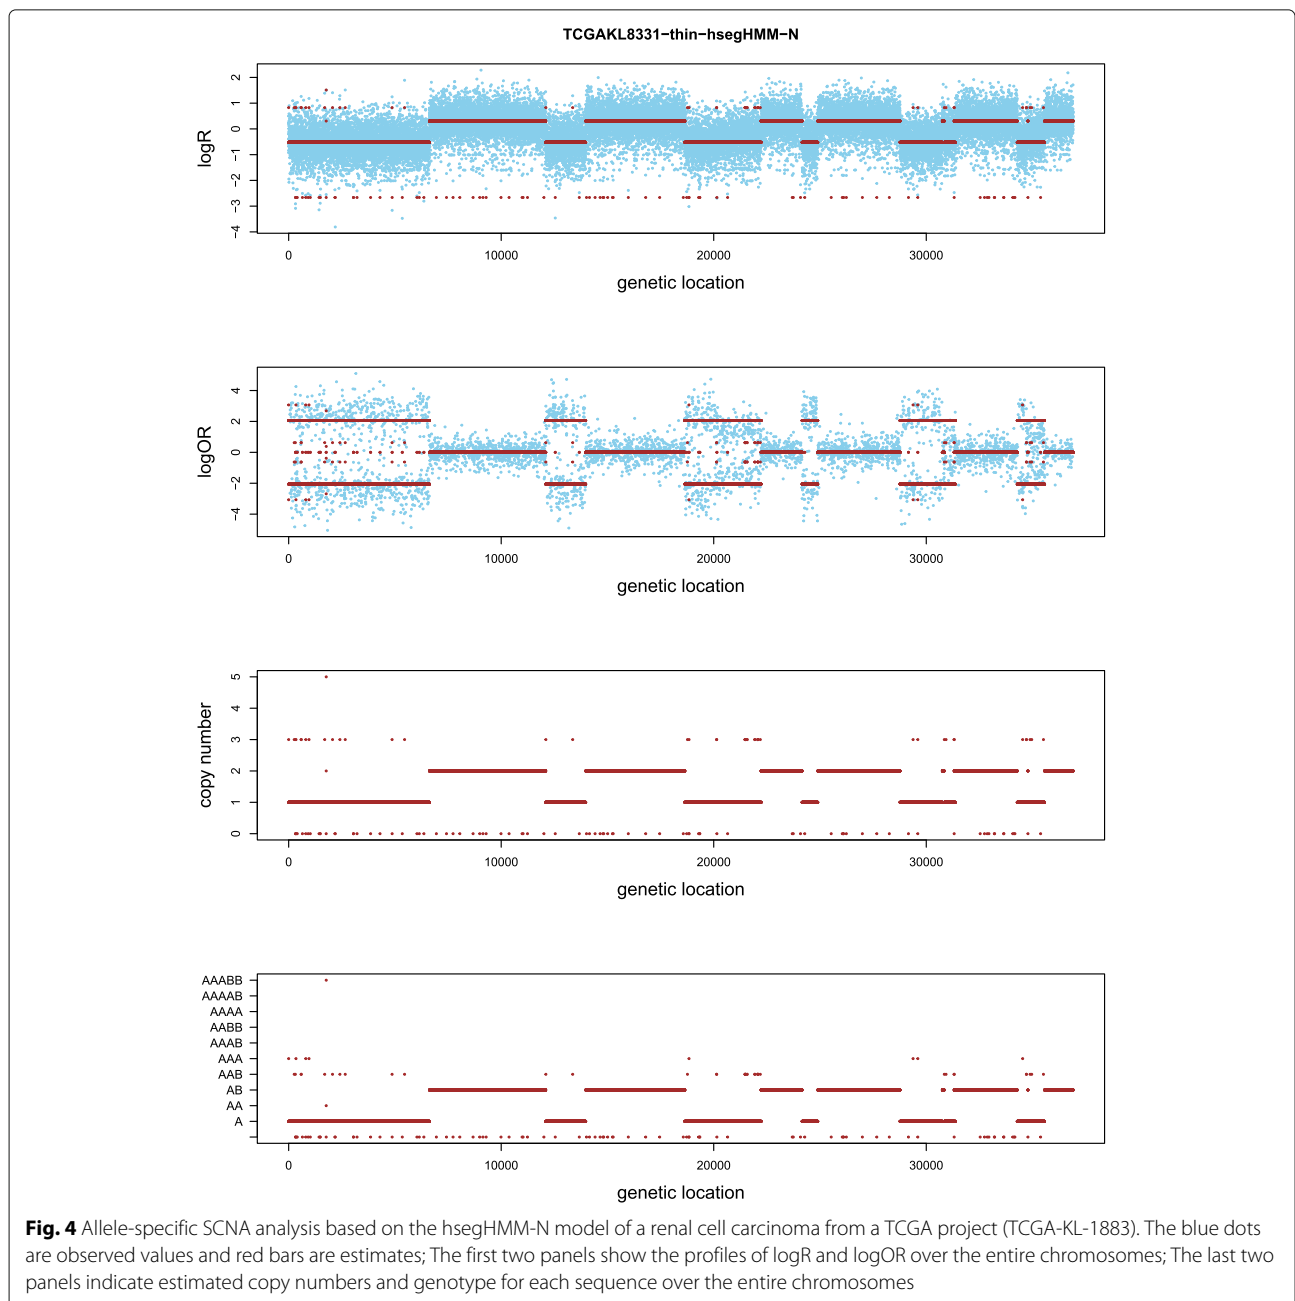 TCGAKL8331−thin−hsegHMM−N
logR
2
1
0
−1
−2
−3
−4
0 10000 20000 30000
genetic location
logOR
4
2
0
−2
−4
0 10000 20000 30000
genetic location
copy number
5
4
3
2
1
0
0 10000 20000 30000
genetic location
AAABB
AAAAB
AAAA
AABB
AAAB
AAA
AAB
AB
AA
A
0 10000 20000 30000
genetic location
Fig. 4 Allele-specific SCNA analysis based on the hsegHMM-N model of a renal cell carcinoma from a TCGA project (TCGA-KL-1883). The blue dots
are observed values and red bars are estimates; The first two panels show the profiles of logR and logOR over the entire chromosomes; The last two
panels indicate estimated copy numbers and genotype for each sequence over the entire chromosomes